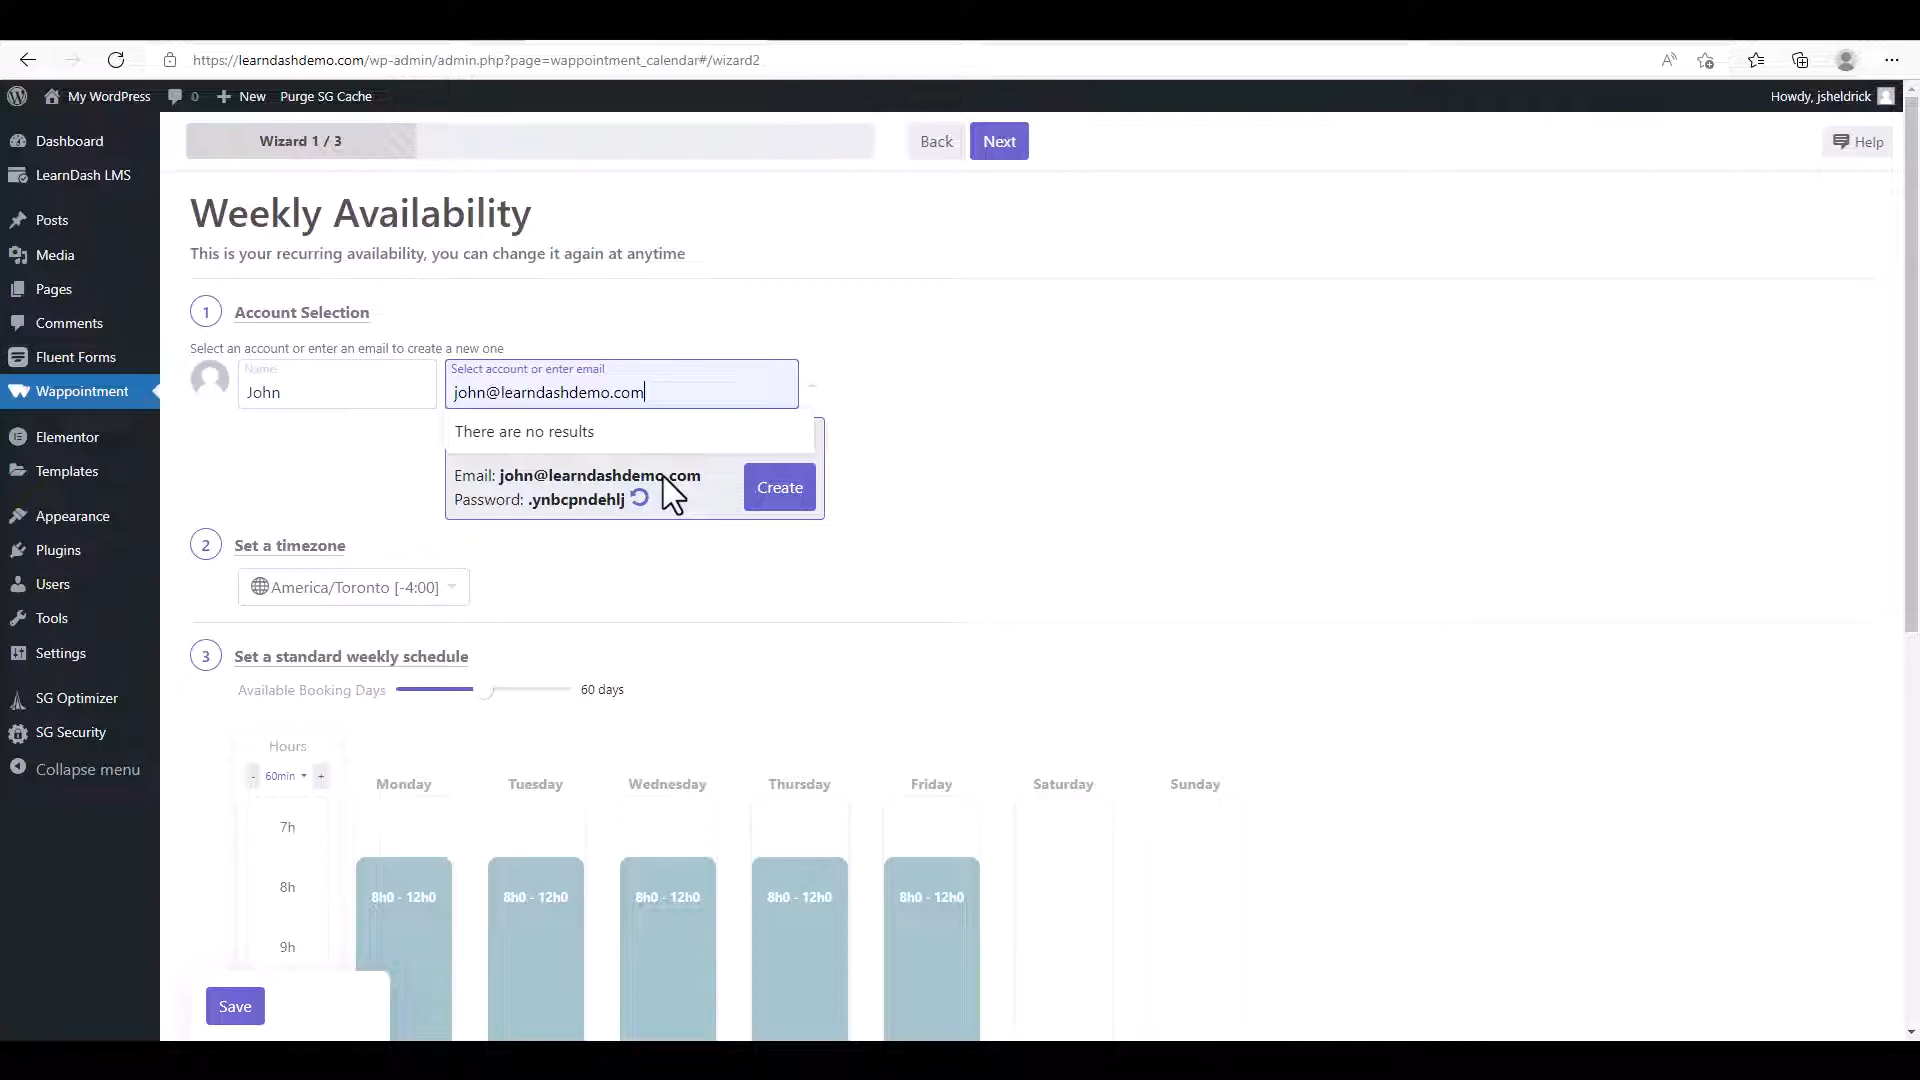 https://learndashdemo.com/wp-admin/admin.php?page=wappointment_calendar#/wizard2
My WordPress 0 New Purge SG Cache Howdy, jsheldrick
Dashboard
LearnDash LMS
Posts
Media
Pages
Comments
Fluent Forms
Wappointment
Elementor
Templates
Appearance
Plugins
Users
Tools
Settings
SG Optimizer
SG Security
Collapse menu
Wizard 1 / 3 Back Next Help
Weekly Availability
This is your recurring availability, you can change it again at anytime
1 Account Selection
Select an account or enter an email to create a new one
Name Select account or enter email
John john@learndashdemo.com
There are no results
Email: john@learndashdemo.com
Password: .ynbcpndehlj Create
2 Set a timezone
America/Toronto [-4:00]
3 Set a standard weekly schedule
Available Booking Days 60 days
Hours
- 60min +
Monday Tuesday Wednesday Thursday Friday Saturday Sunday
7h
8h
8h0 - 12h0 8h0 - 12h0 8h0 - 12h0 8h0 - 12h0 8h0 - 12h0
9h
Save